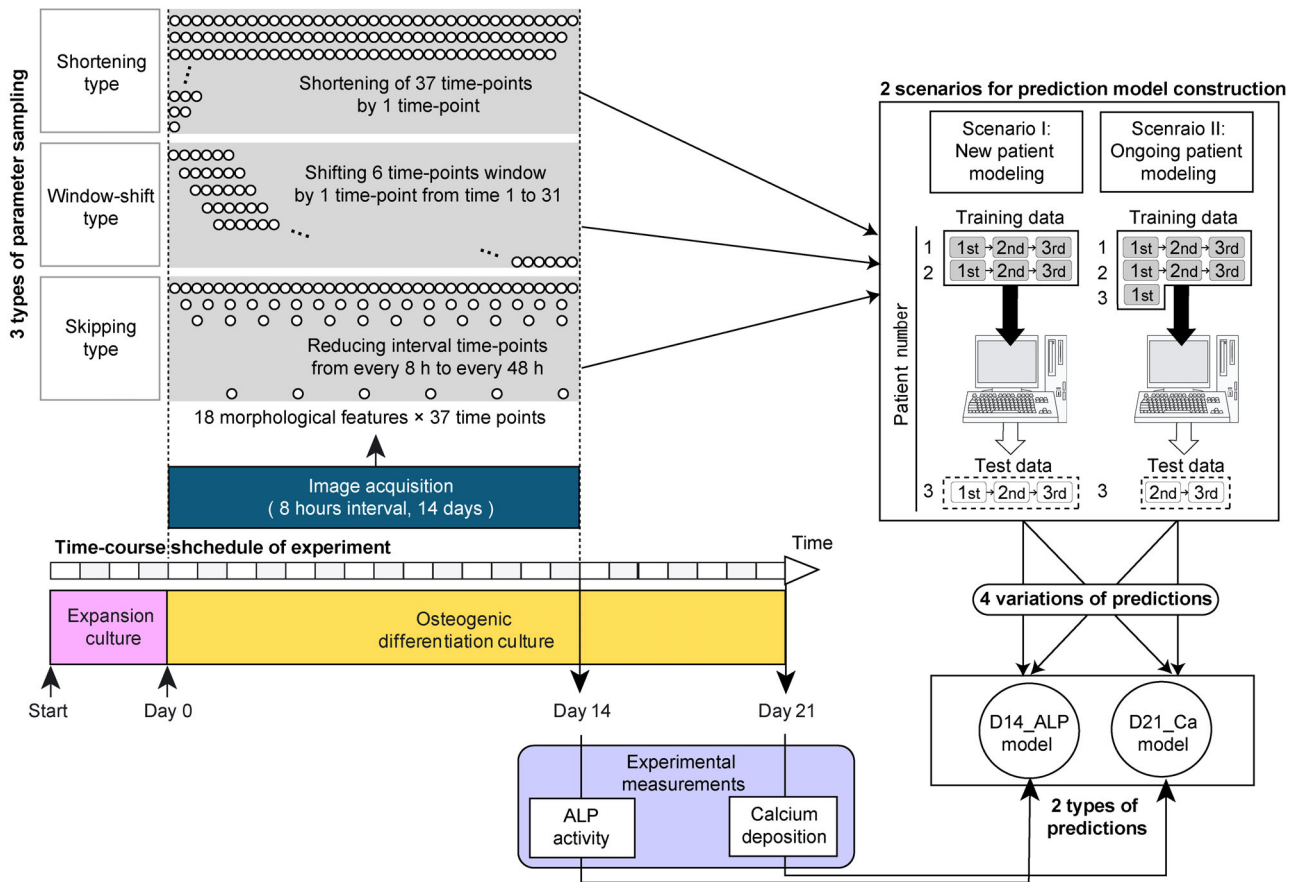 3 types of parameter sampling
Shortening
type
Shortening of 37 time-points
by 1 time-point
Window-shift
type
Shifting 6 time-points window
by 1 time-point from time 1 to 31
Skipping
type
Reducing interval time-points
from every 8 h to every 48 h
18 morphological features × 37 time points
Image acquisition
( 8 hours interval, 14 days )
Time-course shchedule of experiment
Time
Expansion
culture
Osteogenic
differentiation culture
Start
Day 0
Day 14
Day 21
Experimental
measurements
ALP
activity
Calcium
deposition
2 scenarios for prediction model construction
Scenario I:
New patient
modeling
Scenraio II:
Ongoing patient
modeling
Patient number
Training data
1 1st → 2nd → 3rd
2 1st → 2nd → 3rd
Test data
3 1st → 2nd → 3rd
Training data
1 1st → 2nd → 3rd
2 1st → 2nd → 3rd
3 1st
Test data
3 2nd → 3rd
4 variations of predictions
D14_ALP
model
D21_Ca
model
2 types of
predictions